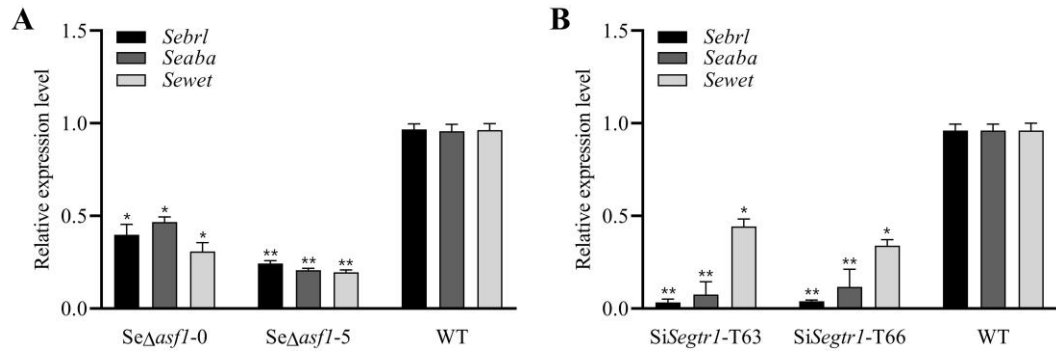 A
Relative expression level
1.5
1.0
0.5
0.0
Sebrl
Seaba
Sewet
* * *
** ** **
SeΔasf1-0 SeΔasf1-5 WT
B
Relative expression level
1.5
1.0
0.5
0.0
Sebrl
Seaba
Sewet
** ** *
** ** *
SiSegtr1-T63 SiSegtr1-T66 WT